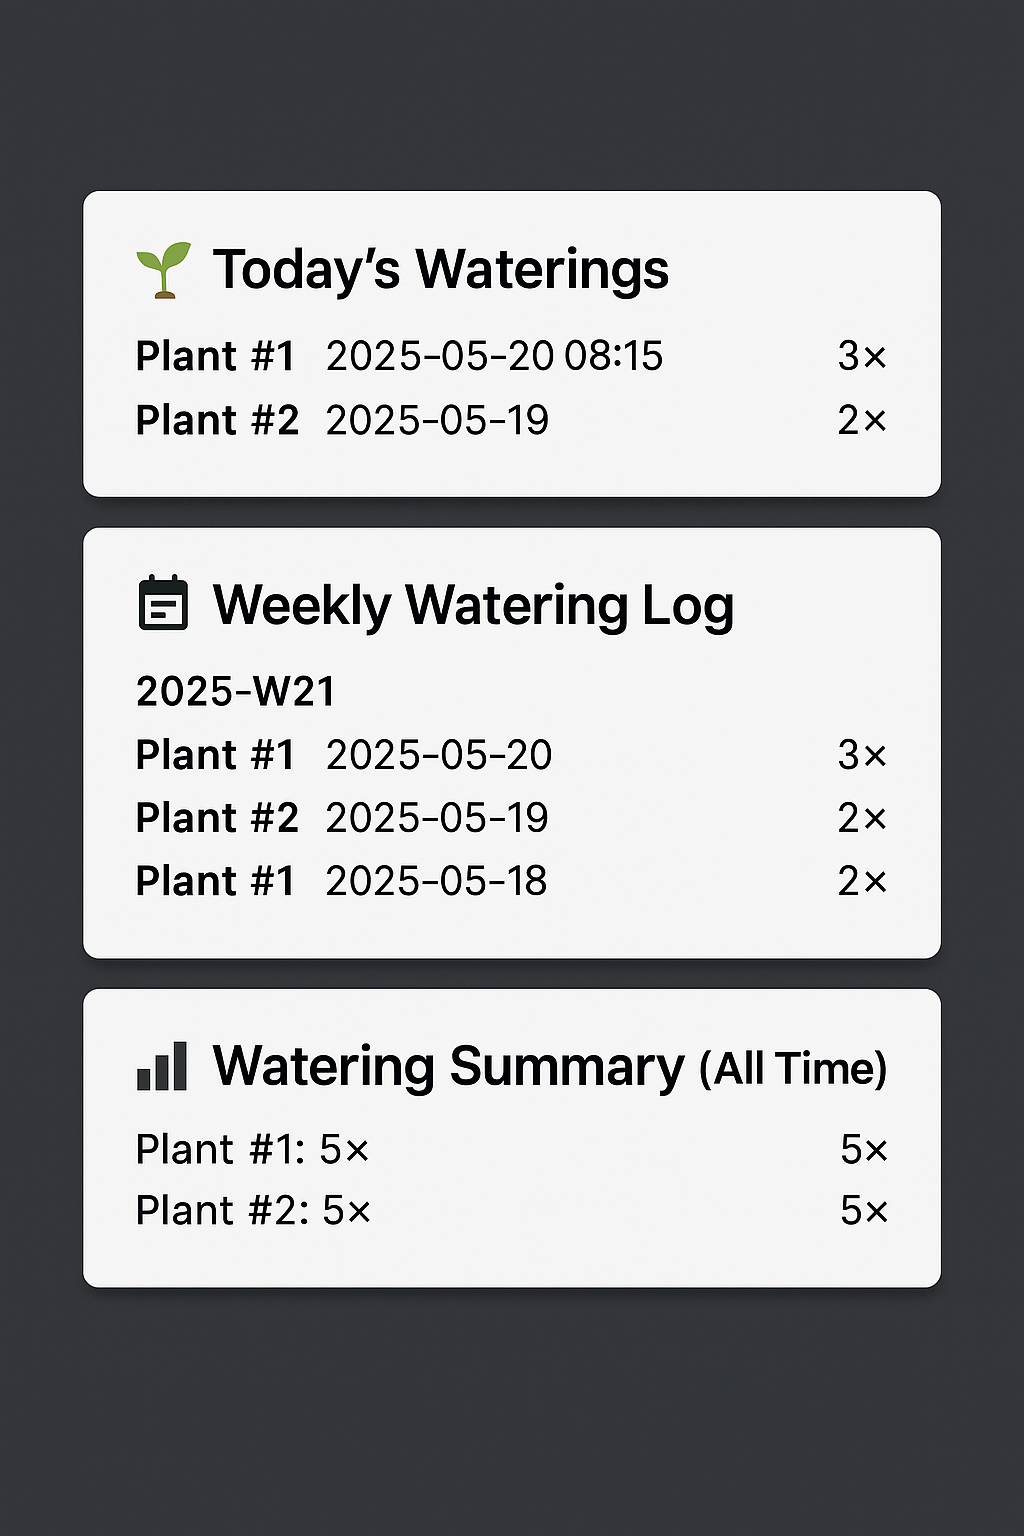 Today’s Waterings
Plant #1 2025-05-20 08:15 3×
Plant #2 2025-05-19 2×
Weekly Watering Log
2025-W21
Plant #1 2025-05-20 3×
Plant #2 2025-05-19 2×
Plant #1 2025-05-18 2×
Watering Summary (All Time)
Plant #1: 5× 5×
Plant #2: 5× 5×